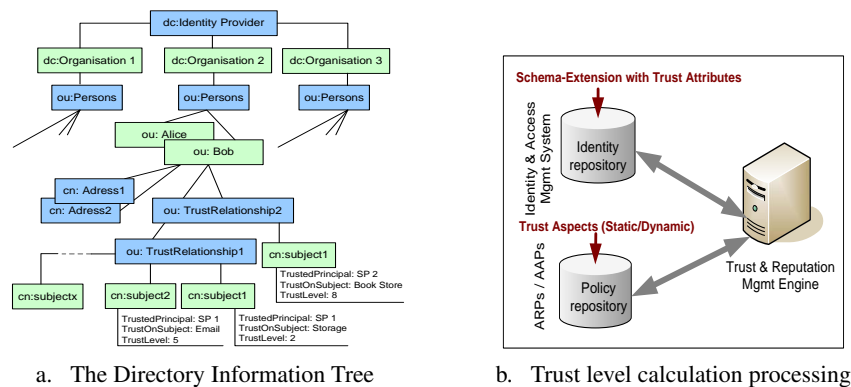 dc:Identity Provider
dc:Organisation 1
dc:Organisation 2
dc:Organisation 3
ou:Persons
ou:Persons
ou:Persons
ou: Alice
ou: Bob
cn: Adress1
cn: Adress2
ou: TrustRelationship2
ou: TrustRelationship1
cn:subject1
TrustedPrincipal: SP 2
TrustOnSubject: Book Store
TrustLevel: 8
cn:subjectx
cn:subject2
cn:subject1
TrustedPrincipal: SP 1
TrustOnSubject: Email
TrustLevel: 5
TrustedPrincipal: SP 1
TrustOnSubject: Storage
TrustLevel: 2
a. The Directory Information Tree
Schema-Extension with Trust Attributes
Identity & Access
Mgmt System
Identity
repository
Trust Aspects (Static/Dynamic)
ARPs / AAPs
Policy
repository
Trust & Reputation
Mgmt Engine
b. Trust level calculation processing